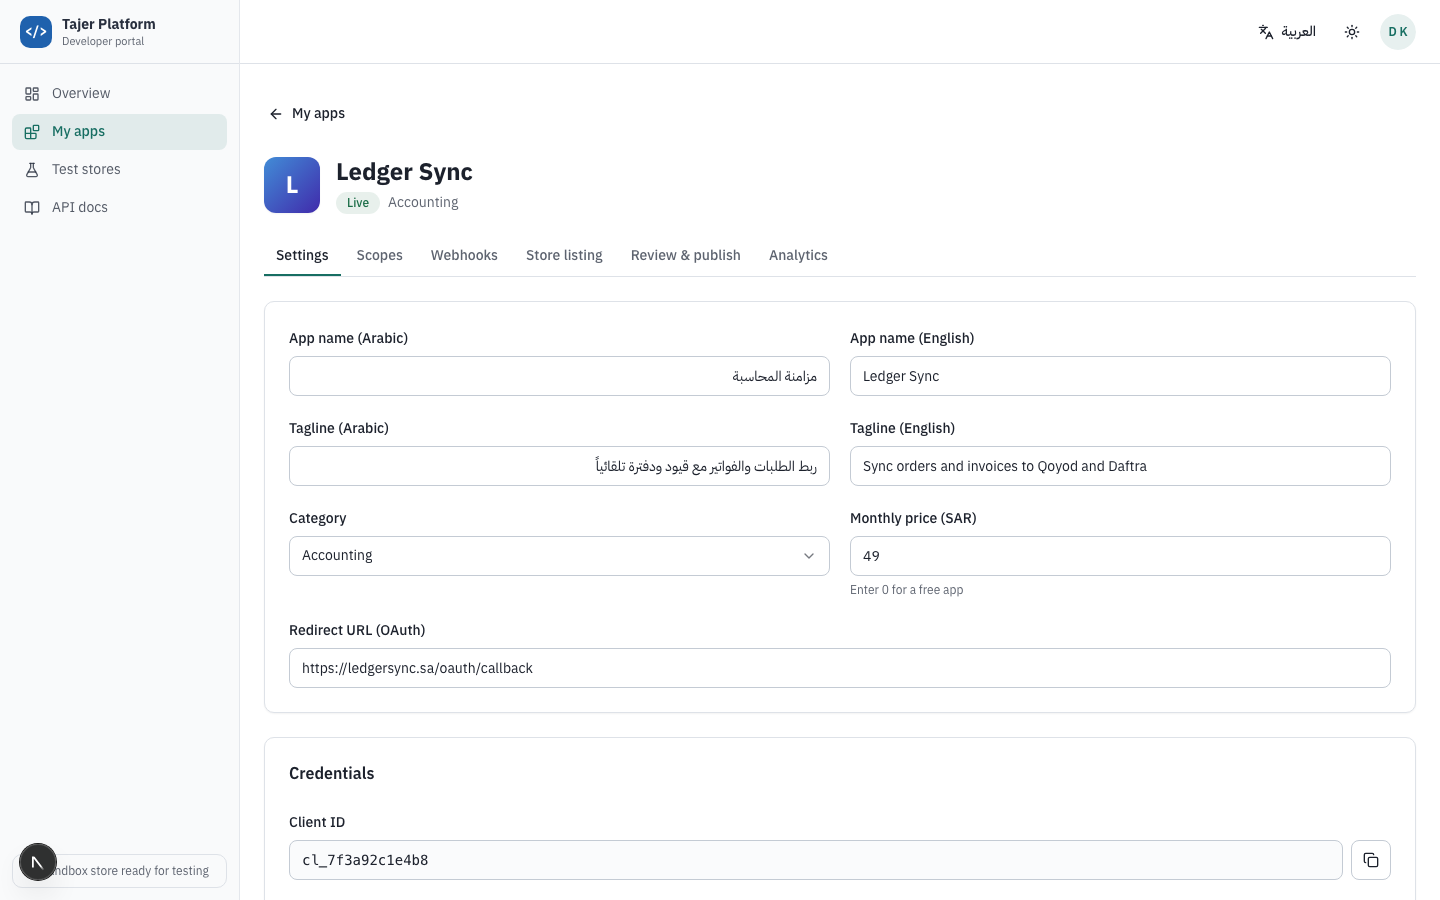 </>
Tajer Platform
Developer portal
العربية
D K
Overview
My apps
Test stores
API docs
store ready for testing
My apps
L
Ledger Sync
Live
Accounting
Settings
Scopes
Webhooks
Store listing
Review & publish
Analytics
App name (Arabic)
مزامنة المحاسبة
App name (English)
Ledger Sync
Tagline (Arabic)
ربط الطلبات والفواتير مع قيود ودفترة تلقائياً
Tagline (English)
Sync orders and invoices to Qoyod and Daftra
Category
Accounting
Monthly price (SAR)
49
Enter 0 for a free app
Redirect URL (OAuth)
https://ledgersync.sa/oauth/callback
Credentials
Client ID
cl_7f3a92c1e4b8